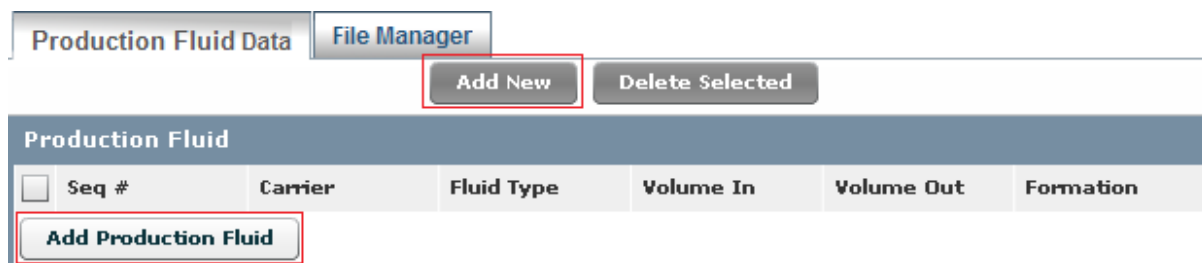 Production Fluid Data File Manager
Add New Delete Selected
Production Fluid
Seq # Carrier Fluid Type Volume In Volume Out Formation
Add Production Fluid